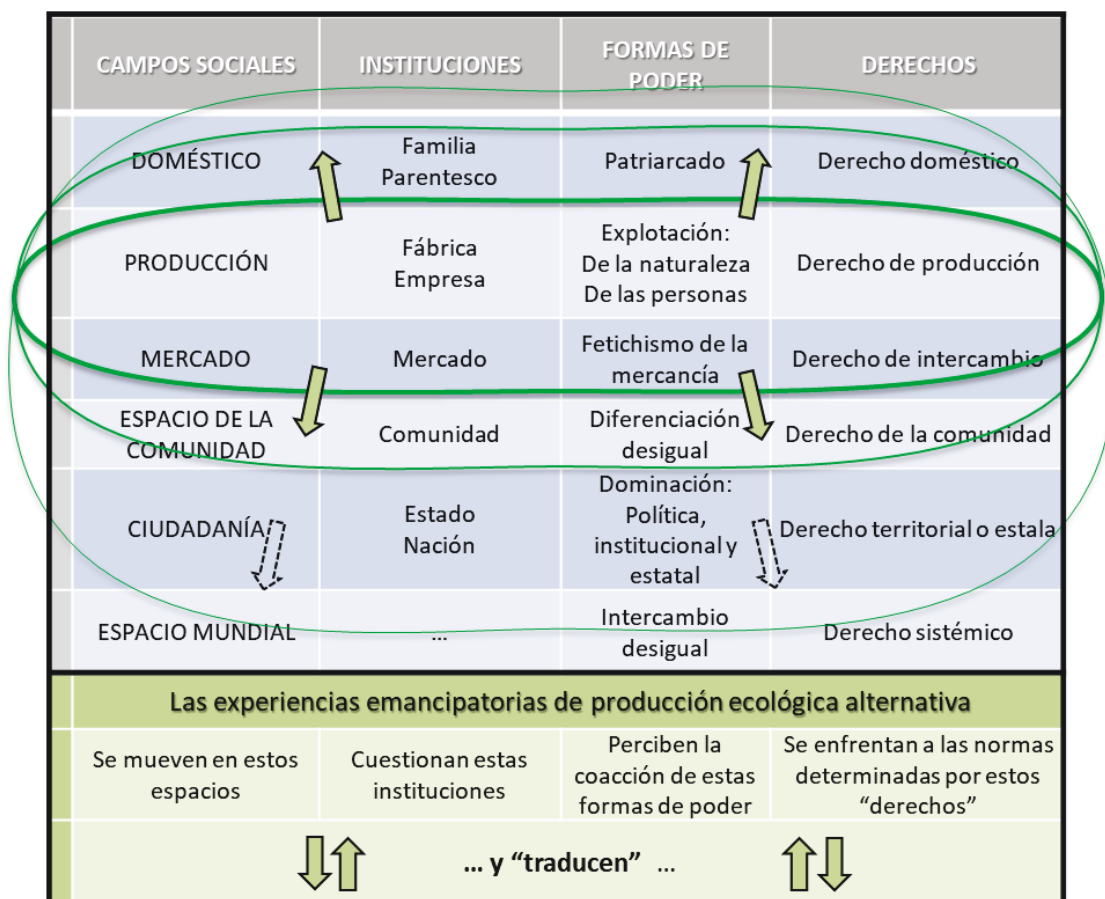 CAMPOS SOCIALES
INSTITUCIONES
FORMAS DE
PODER
DERECHOS
DOMÉSTICO
Familia
Parentesco
Patriarcado
Derecho doméstico
PRODUCCIÓN
Fábrica
Empresa
Explotación:
De la naturaleza
De las personas
Derecho de producción
MERCADO
Mercado
Fetichismo de la
mercancía
Derecho de intercambio
ESPACIO DE LA
COMUNIDAD
Comunidad
Diferenciación
desigual
Derecho de la comunidad
CIUDADANÍA
Estado
Nación
Dominación:
Política,
institucional y
estatal
Derecho territorial o estala
ESPACIO MUNDIAL
...
Intercambio
desigual
Derecho sistémico
Las experiencias emancipatorias de producción ecológica alternativa
Se mueven en estos
espacios
Cuestionan estas
instituciones
Perciben la
coacción de estas
formas de poder
Se enfrentan a las normas
determinadas por estos
“derechos”
... y “traducen” ...